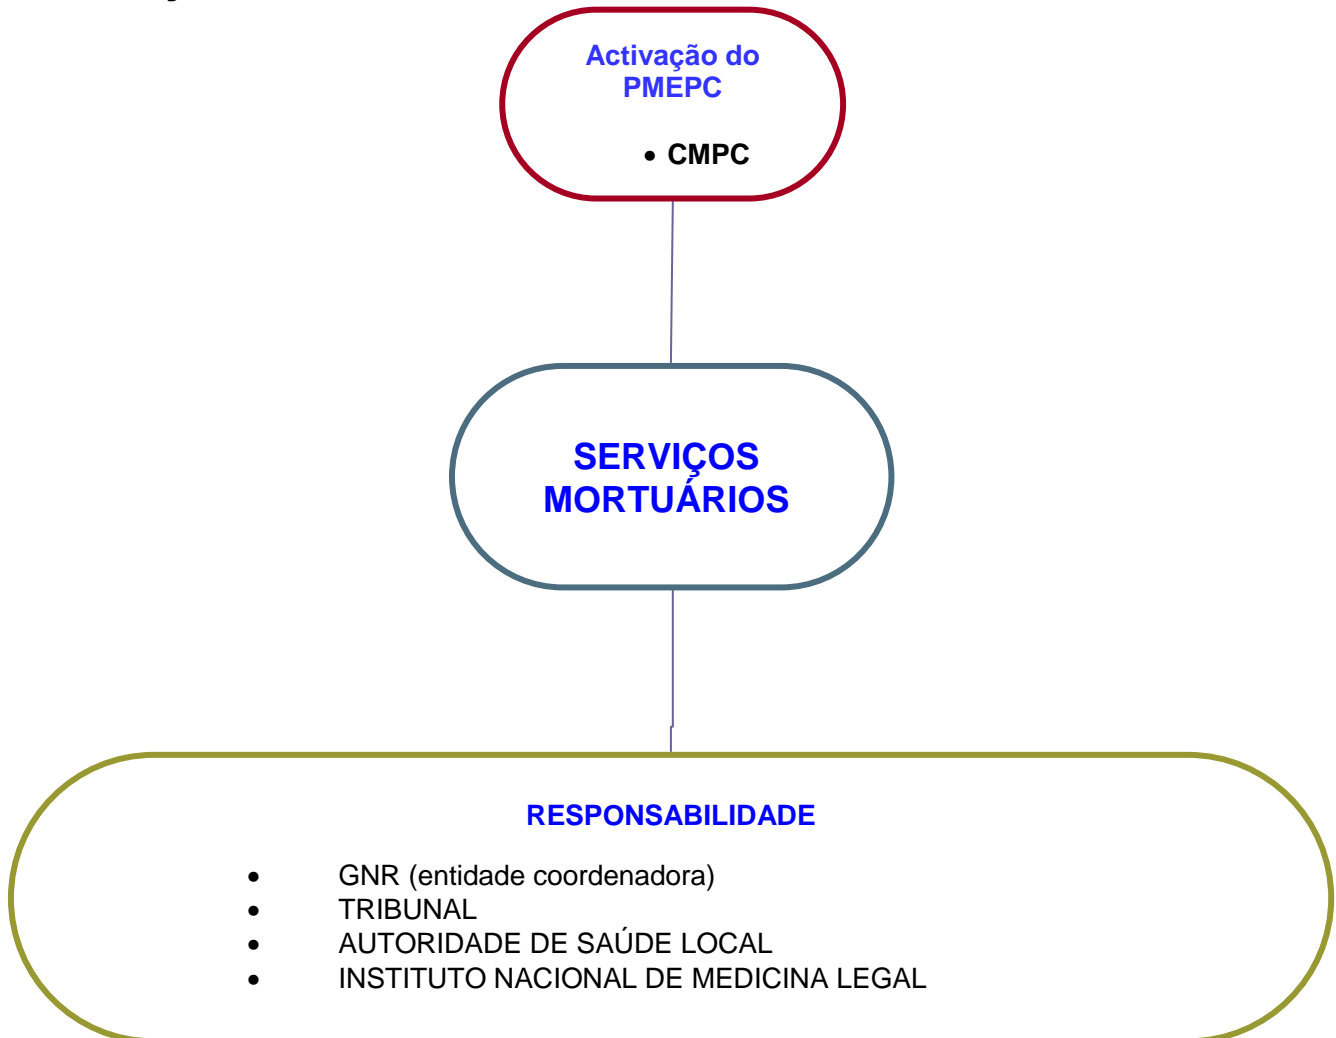 Activação do
PMEPC
• CMPC
SERVIÇOS
MORTUÁRIOS
RESPONSABILIDADE
• GNR (entidade coordenadora)
• TRIBUNAL
• AUTORIDADE DE SAÚDE LOCAL
• INSTITUTO NACIONAL DE MEDICINA LEGAL